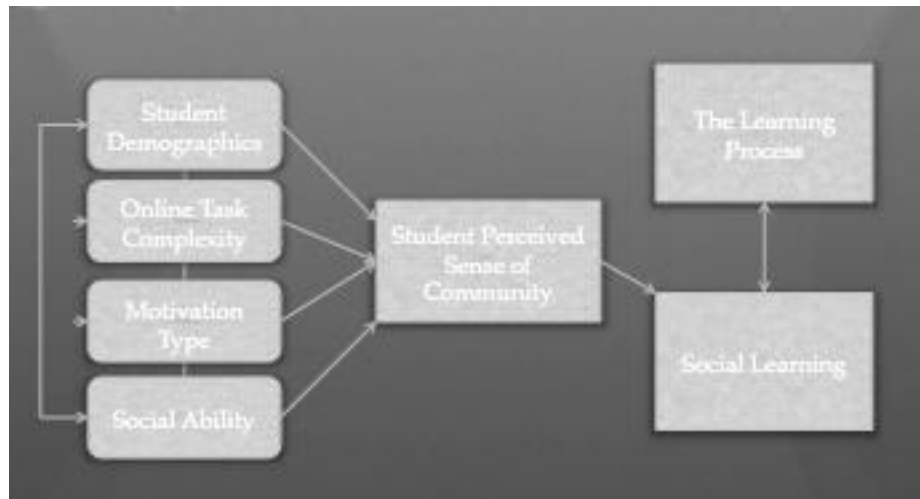 Student
Demographics
Online Task
Complexity
Motivation
Type
Social Ability
Student Perceived
Sense of
Community
The Learning
Process
Social Learning